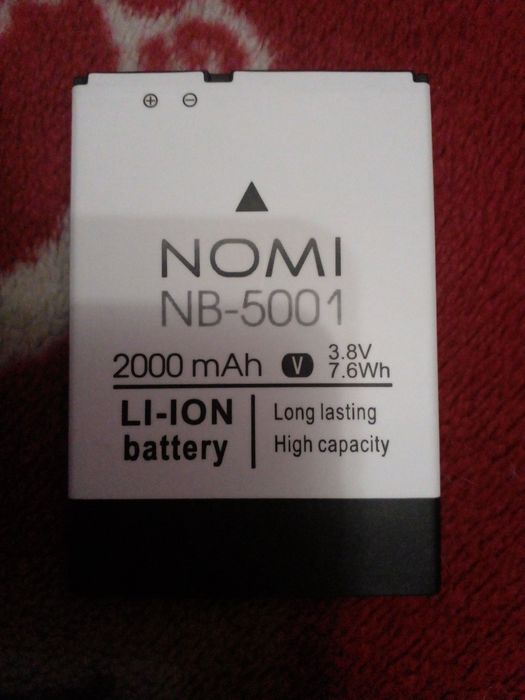 NOMI
NB-5001
2000 mAh V 3.8V
7.6Wh
LI-ION
battery
Long lasting
High capacity